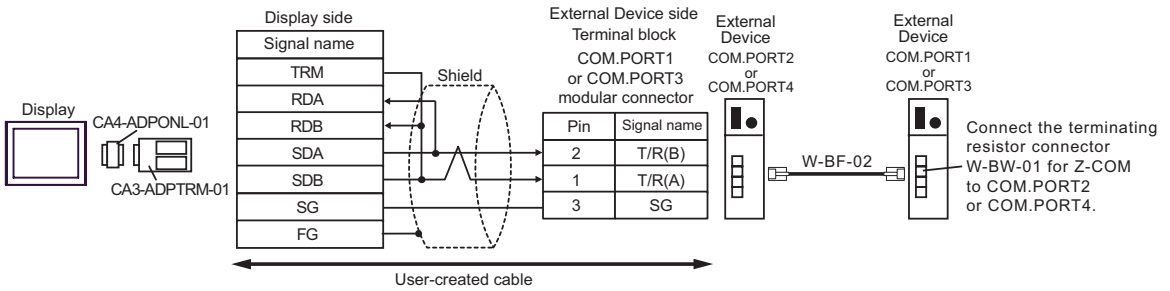 Display
CA4-ADPONL-01
CA3-ADPTRM-01
Display side
Signal name
TRM
RDA
RDB
SDA
SDB
SG
FG
Shield
User-created cable
External Device side
Terminal block
COM.PORT1
or COM.PORT3
modular connector
Pin Signal name
2 T/R(B)
1 T/R(A)
3 SG
External
Device
COM.PORT2
or
COM.PORT4
W-BF-02
External
Device
COM.PORT1
or
COM.PORT3
Connect the terminating
resistor connector
W-BW-01 for Z-COM
to COM.PORT2
or COM.PORT4.